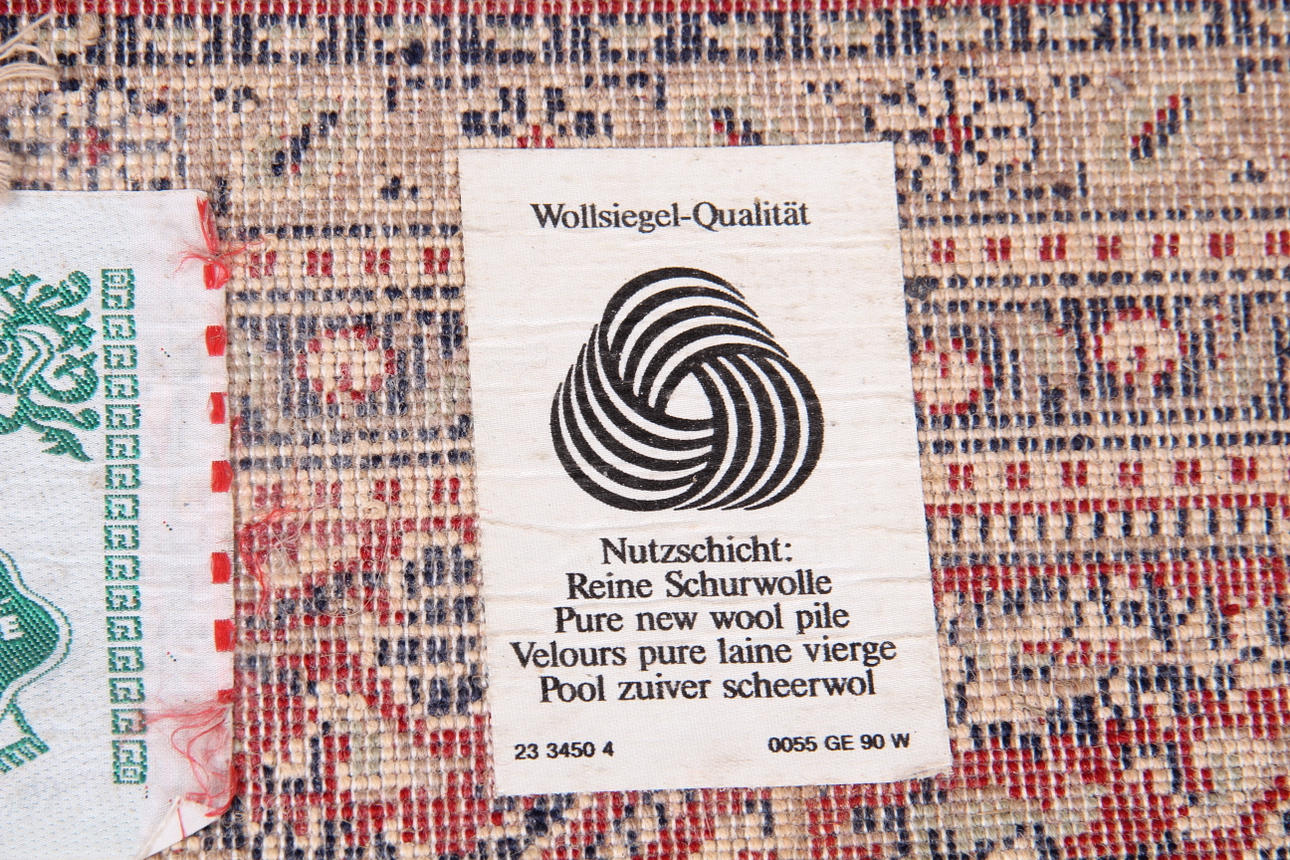 Wollsiegel-Qualität
Nutzschicht:
Reine Schurwolle
Pure new wool pile
Velours pure laine vierge
Pool zuiver scheerwol
23 3450 4
0055 GE 90 W